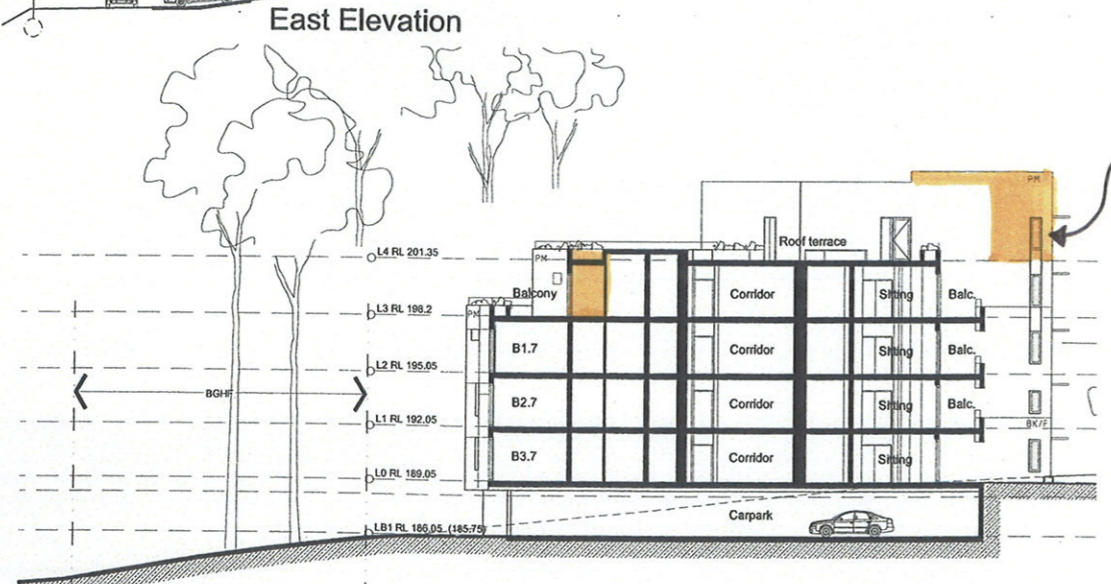 East Elevation
PM
L4 RL 201.35
Roof terrace
PM
Balcony
Corridor
Sitting
Balc.
L3 RL 198.2
PM
B1.7
Corridor
Sitting
Balc.
L2 RL 195.05
BGHF
B2.7
Corridor
Sitting
Balc.
L1 RL 192.05
BK/F
B3.7
Corridor
Sitting
L0 RL 189.05
Carpark
LB1 RL 186.05 (185.75)